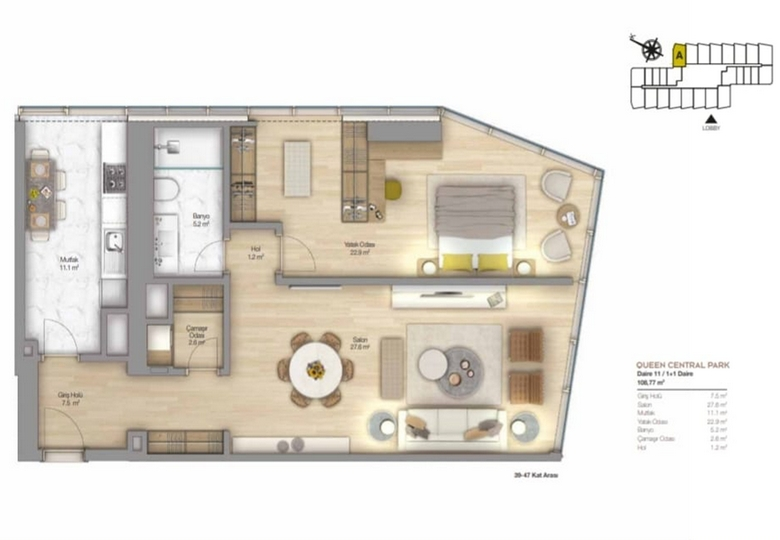 A
LOBBY
Mutfak
11.1 m²
Banyo
5.2 m²
Hol
1.2 m²
Yatak Odası
22.9 m²
Çamaşır
Odası
2.6 m²
Salon
27.6 m²
Giriş Holü
7.5 m²
QUEEN CENTRAL PARK
Daire 11 / 1+1 Daire
108,77 m²
Giriş Holü 7.5 m²
Salon 27.6 m²
Mutfak 11.1 m²
Yatak Odası 22.9 m²
Banyo 5.2 m²
Çamaşır Odası 2.6 m²
Hol 1.2 m²
39-47 Kat Arası